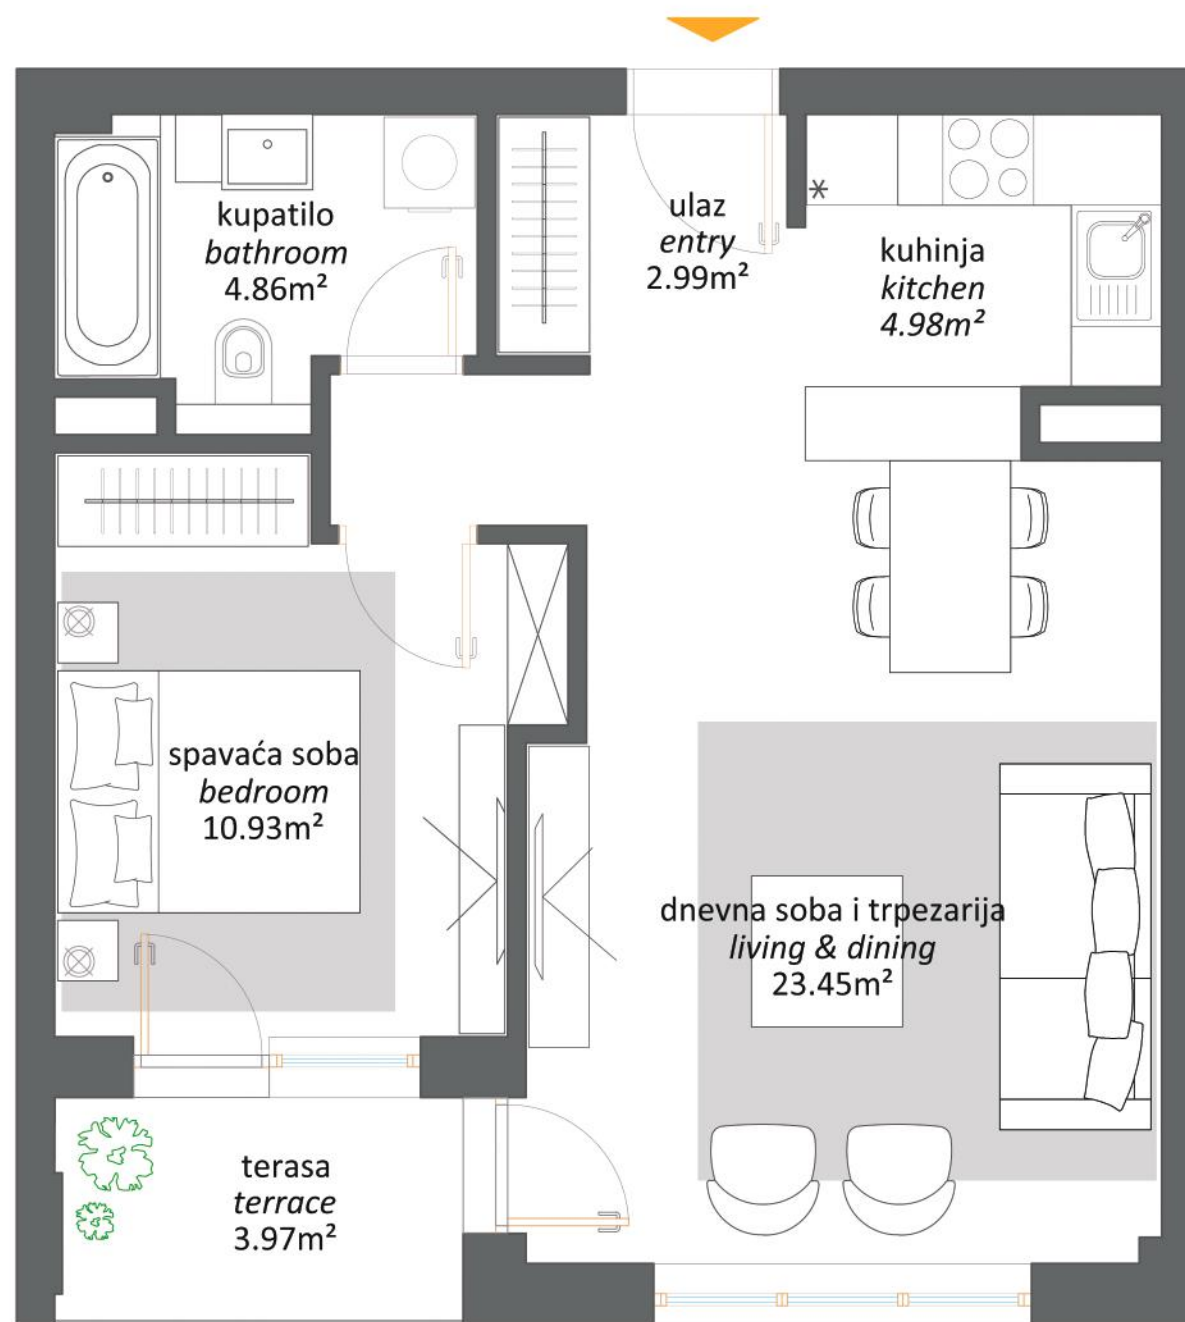 kupatilo
bathroom
4.86m²
ulaz
entry
2.99m²
kuhinja
kitchen
4.98m²
*
spavaća soba
bedroom
10.93m²
dnevna soba i trpezarija
living & dining
23.45m²
terasa
terrace
3.97m²